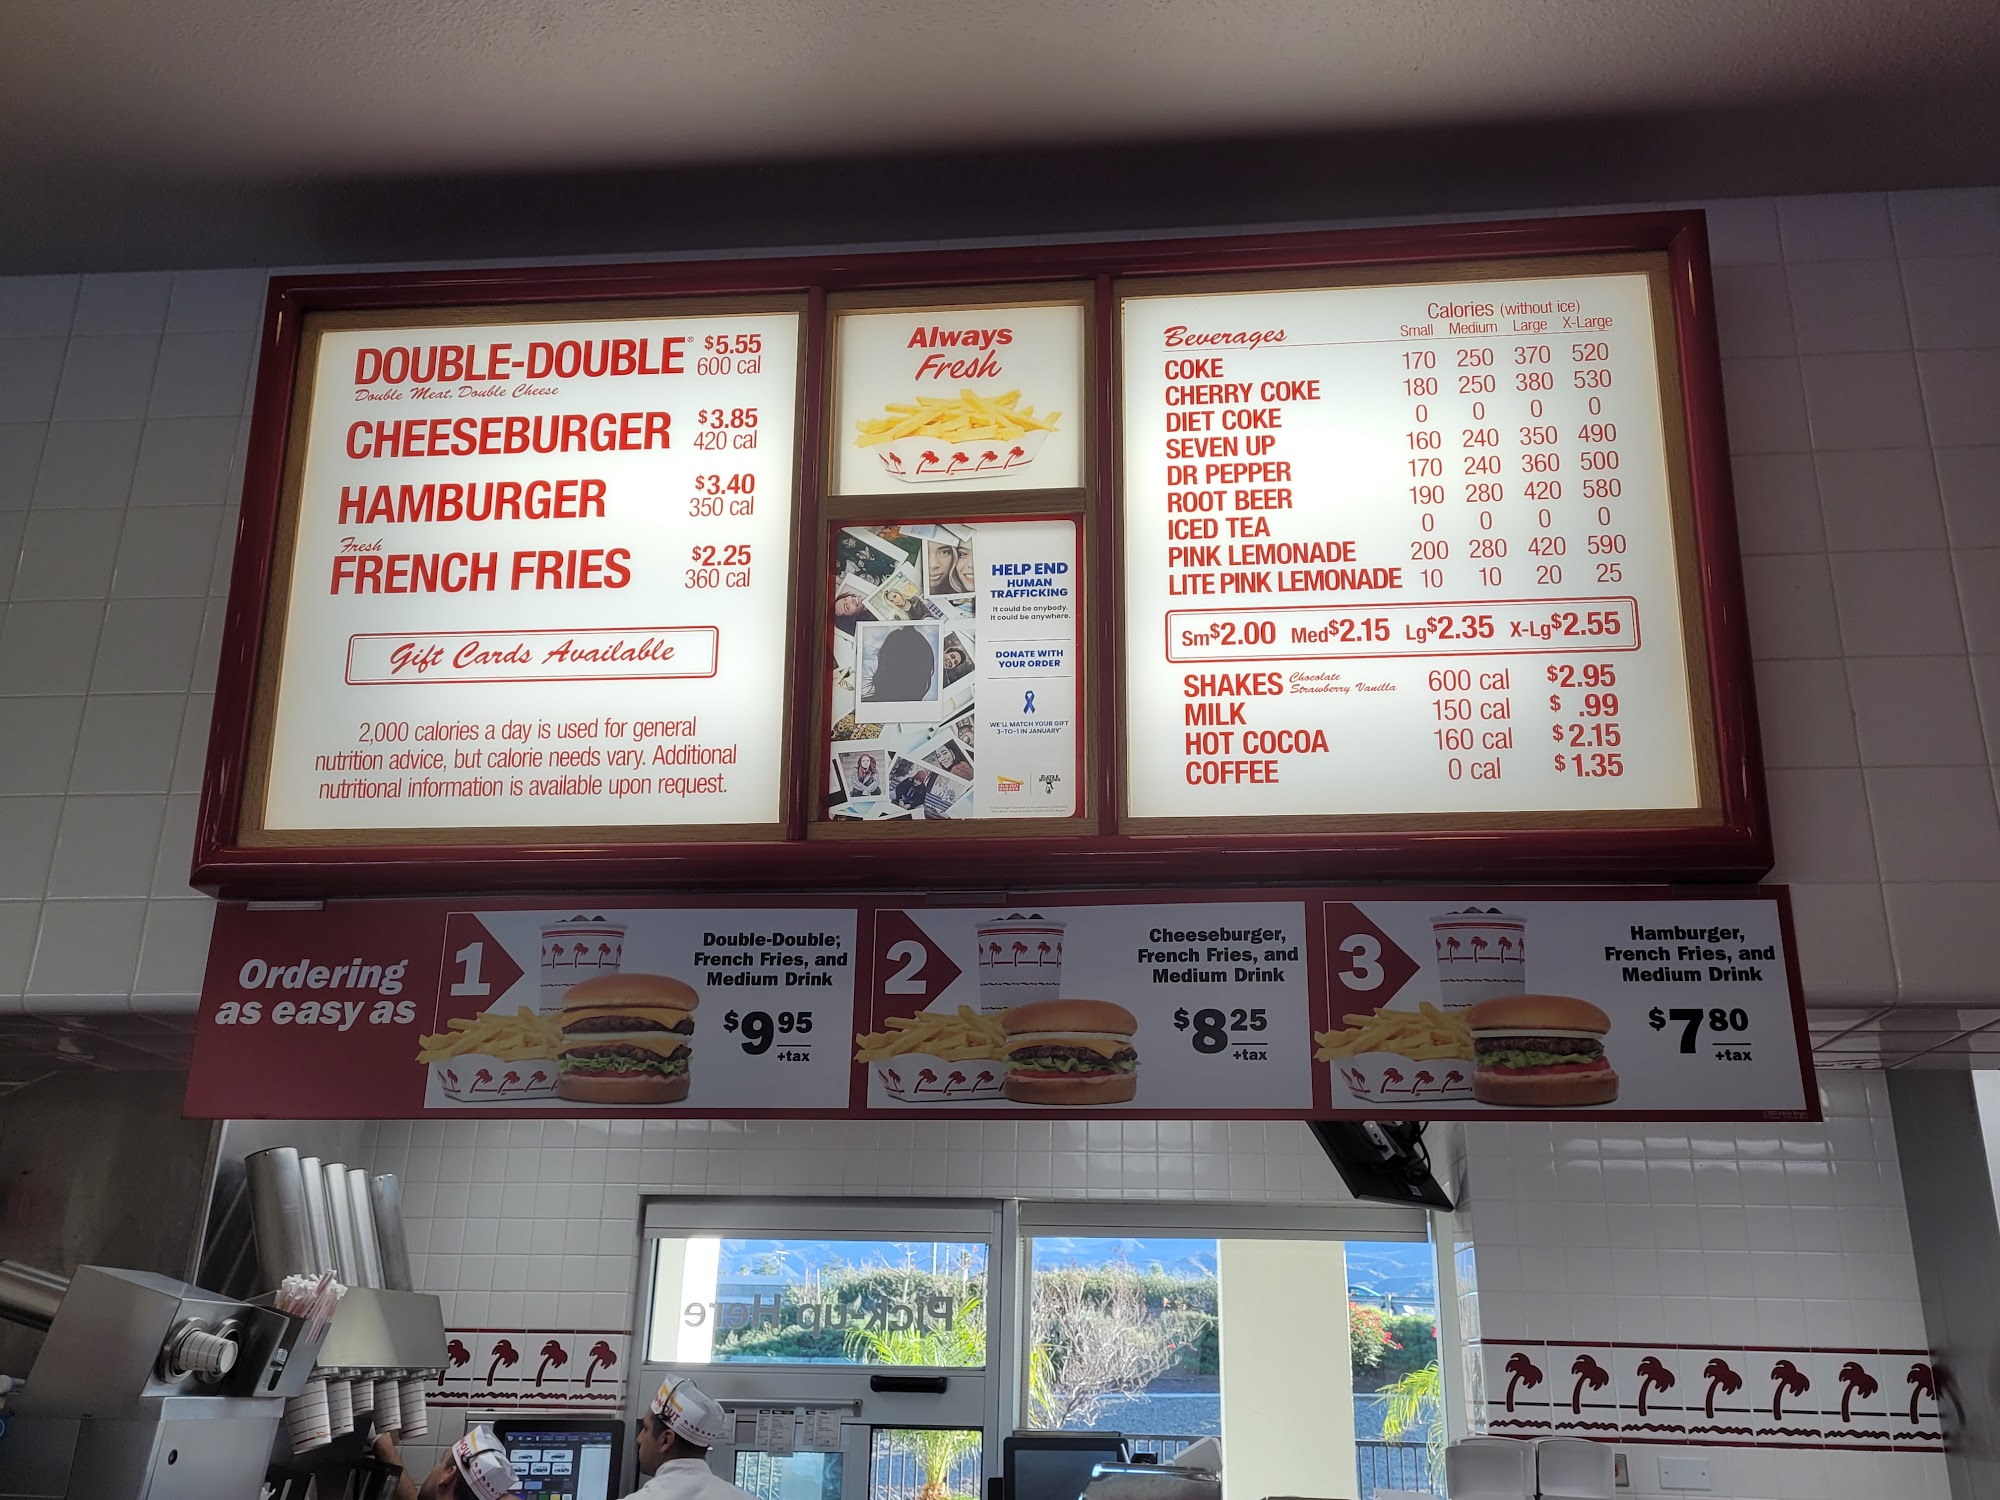 DOUBLE-DOUBLE® $5.55
Double Meat, Double Cheese 600 cal
CHEESEBURGER $3.85
420 cal
HAMBURGER $3.40
350 cal
Fresh
FRENCH FRIES $2.25
360 cal
Gift Cards Available
2,000 calories a day is used for general
nutrition advice, but calorie needs vary. Additional
nutritional information is available upon request.
Always
Fresh
HELP END
HUMAN
TRAFFICKING
It could be anybody.
It could be anywhere.
DONATE WITH
YOUR ORDER
WE'LL MATCH YOUR GIFT
3-TO-1 IN JANUARY*
Beverages
Calories (without ice)
Small Medium Large X-Large
COKE 170 250 370 520
CHERRY COKE 180 250 380 530
DIET COKE 0 0 0 0
SEVEN UP 160 240 350 490
DR PEPPER 170 240 360 500
ROOT BEER 190 280 420 580
ICED TEA 0 0 0 0
PINK LEMONADE 200 280 420 590
LITE PINK LEMONADE 10 10 20 25
Sm$2.00 Med$2.15 Lg$2.35 X-Lg$2.55
SHAKES Chocolate Strawberry Vanilla 600 cal $2.95
MILK 150 cal $ .99
HOT COCOA 160 cal $2.15
COFFEE 0 cal $1.35
Ordering
as easy as
1
Double-Double®,
French Fries, and
Medium Drink
$9 95
+tax
2
Cheeseburger,
French Fries, and
Medium Drink
$8 25
+tax
3
Hamburger,
French Fries, and
Medium Drink
$7 80
+tax
Pick-up Here